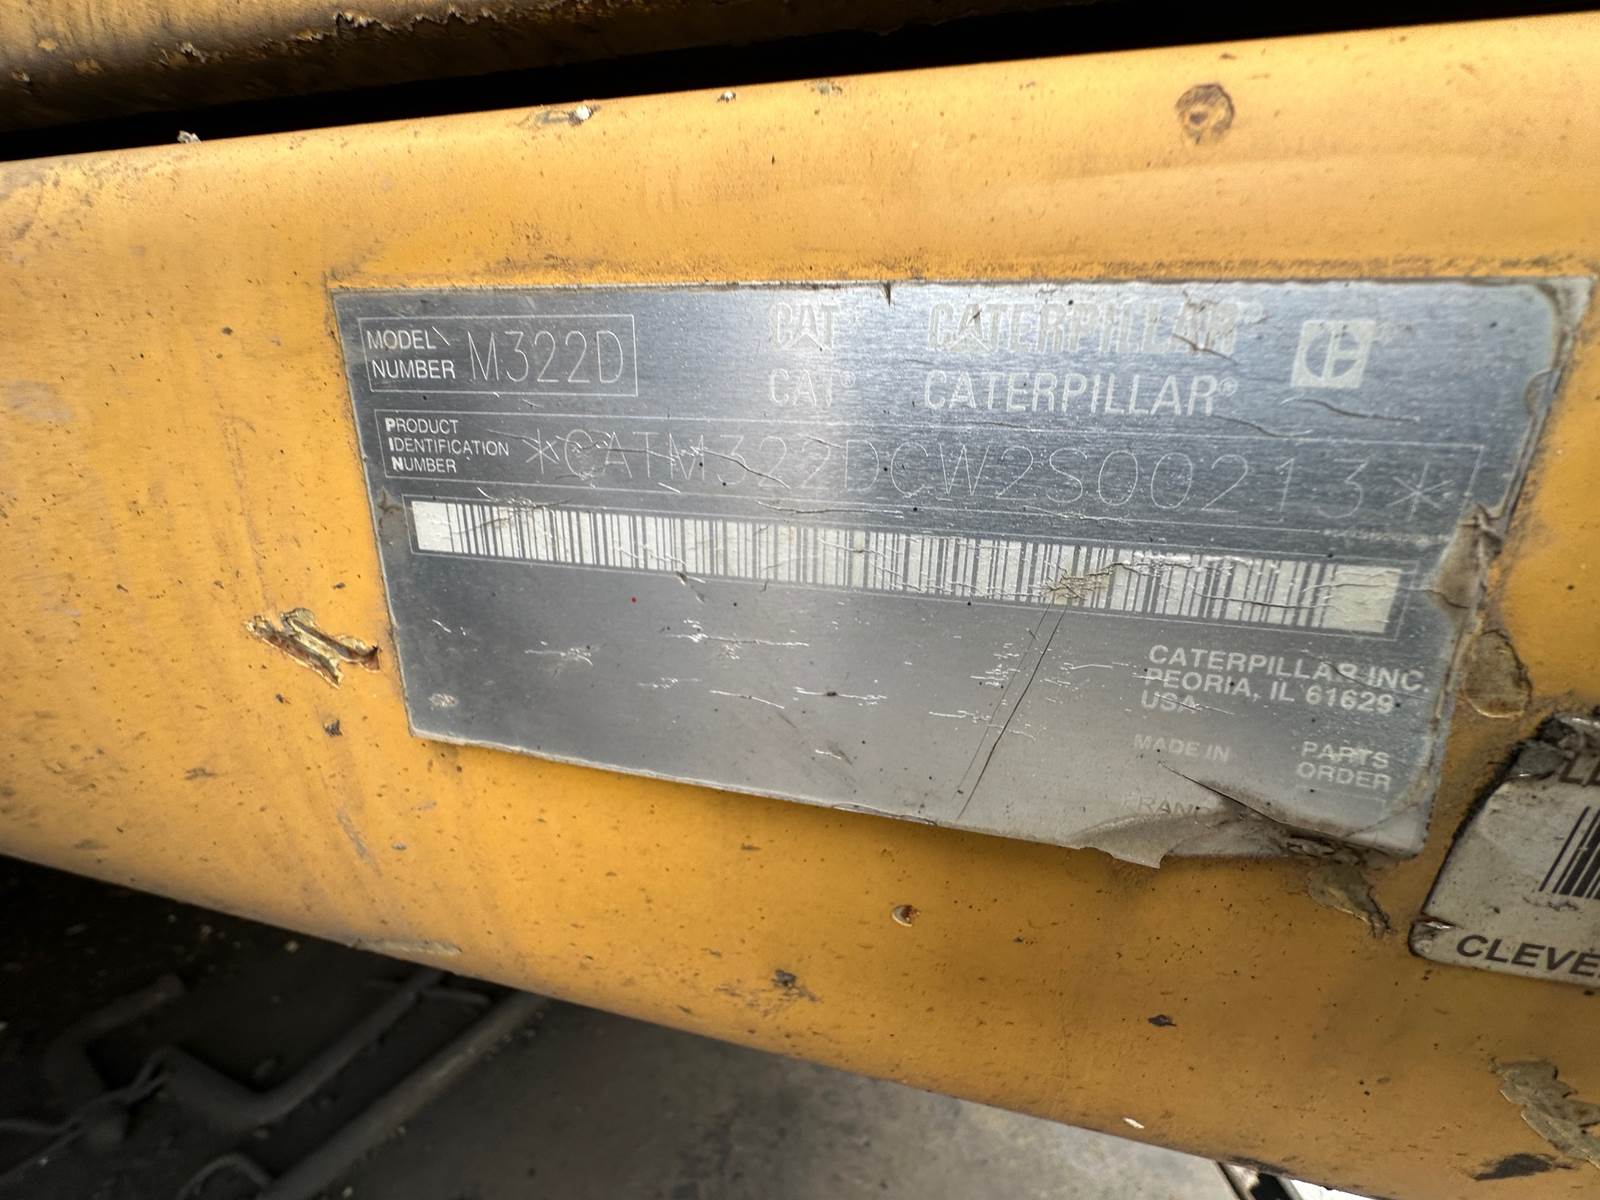 MODEL NUMBER M322D
CAT CATERPILLAR
CAT® CATERPILLAR®
PRODUCT IDENTIFICATION NUMBER *CATM322DCW2S00213*
CATERPILLAR INC.
PEORIA, IL 61629
USA
MADE IN
PARTS ORDER